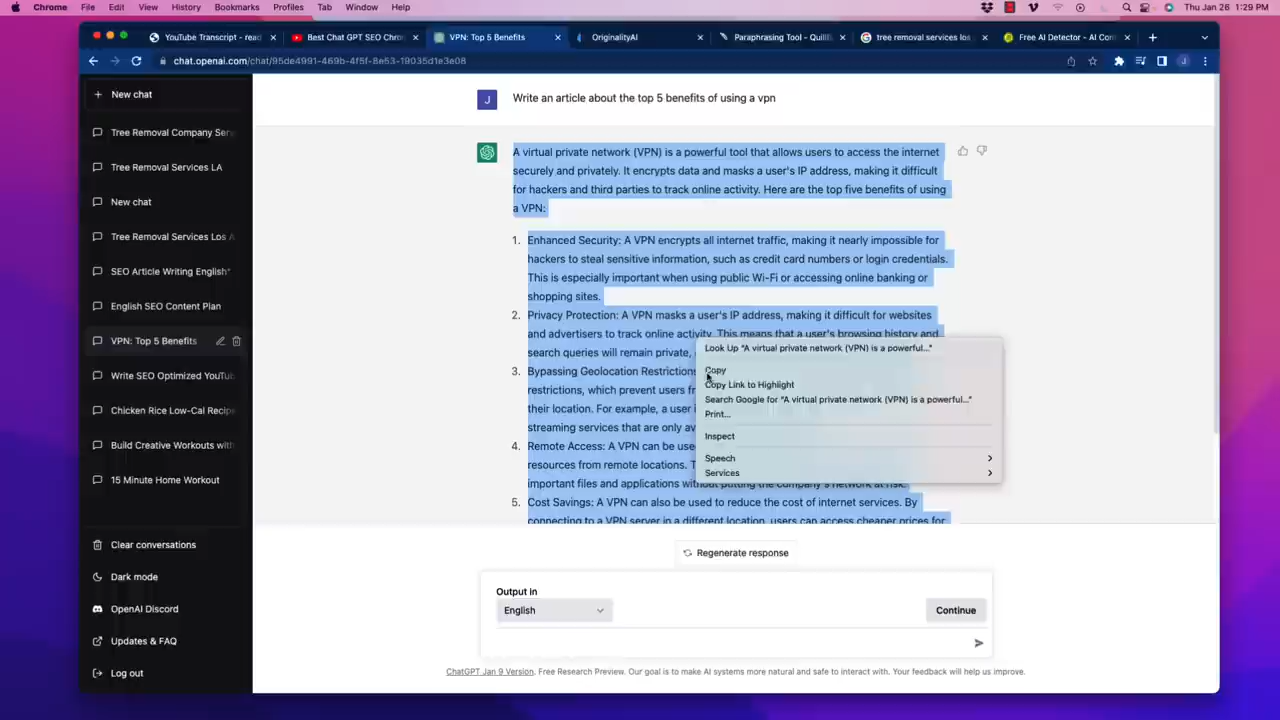 Chrome File Edit View History Bookmarks Profiles Tab Window Help Thu Jan 26 1:29 PM
YouTube Transcript - read Best Chat GPT SEO Chro VPN: Top 5 Benefits OriginalityAI Paraphrasing Tool - Quillb tree removal services los Free AI Detector - AI Con
chat.openai.com/chat/95de4991-469b-4f5f-8e53-19035d1e3e08 J
New chat
Tree Removal Company Serv
Tree Removal Services LA
New chat
Tree Removal Services Los A
SEO Article Writing English"
English SEO Content Plan
VPN: Top 5 Benefits
Write SEO Optimized YouTu
Chicken Rice Low-Cal Recip
Build Creative Workouts with
15 Minute Home Workout
Clear conversations
Dark mode
OpenAI Discord
Updates & FAQ
Log out
J Write an article about the top 5 benefits of using a vpn
A virtual private network (VPN) is a powerful tool that allows users to access the internet
securely and privately. It encrypts data and masks a user's IP address, making it difficult
for hackers and third parties to track online activity. Here are the top five benefits of using
a VPN:
1. Enhanced Security: A VPN encrypts all internet traffic, making it nearly impossible for
hackers to steal sensitive information, such as credit card numbers or login credentials.
This is especially important when using public Wi-Fi or accessing online banking or
shopping sites.
2. Privacy Protection: A VPN masks a user's IP address, making it difficult for websites
and advertisers to track online activity. This means that a user's browsing history and
search queries will remain private,
3. Bypassing Geolocation Restrictions
restrictions, which prevent users f
their location. For example, a user i
streaming services that are only av
4. Remote Access: A VPN can be use
resources from remote locations. T
important files and applications without putting the company's network at risk.
5. Cost Savings: A VPN can also be used to reduce the cost of internet services. By
connecting to a VPN server in a different location, users can access cheaper prices for
Look Up "A virtual private network (VPN) is a powerful..."
Copy
Copy Link to Highlight
Search Google for "A virtual private network (VPN) is a powerful..."
Print...
Inspect
Speech
Services
Regenerate response
Output in
English
Continue
ChatGPT Jan 9 Version. Free Research Preview. Our goal is to make AI systems more natural and safe to interact with. Your feedback will help us improve.